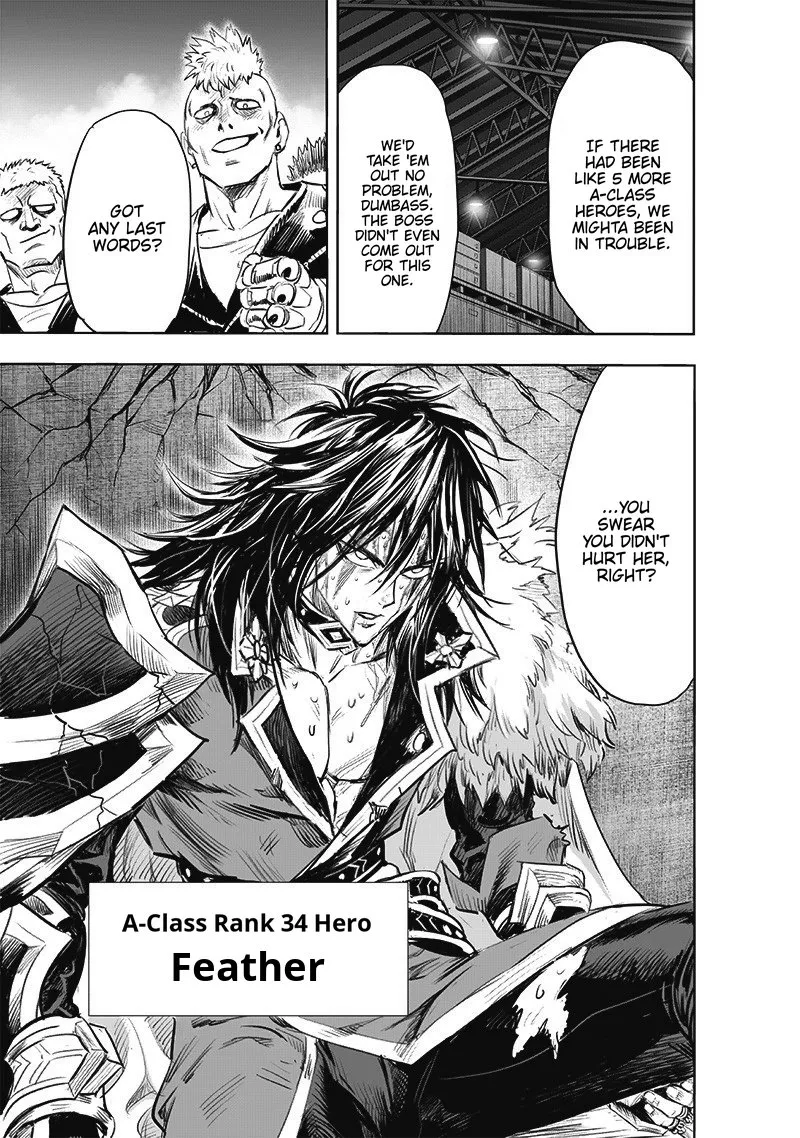 IF THERE
HAD BEEN
LIKE 5 MORE
A-CLASS
HEROES, WE
MIGHTA BEEN
IN TROUBLE.
WE'D
TAKE 'EM
OUT NO
PROBLEM,
DUMBASS.
THE BOSS
DIDN'T EVEN
COME OUT
FOR THIS
ONE.
GOT
ANY LAST
WORDS?
...YOU
SWEAR
YOU DIDN'T
HURT HER,
RIGHT?
A-Class Rank 34 Hero
Feather